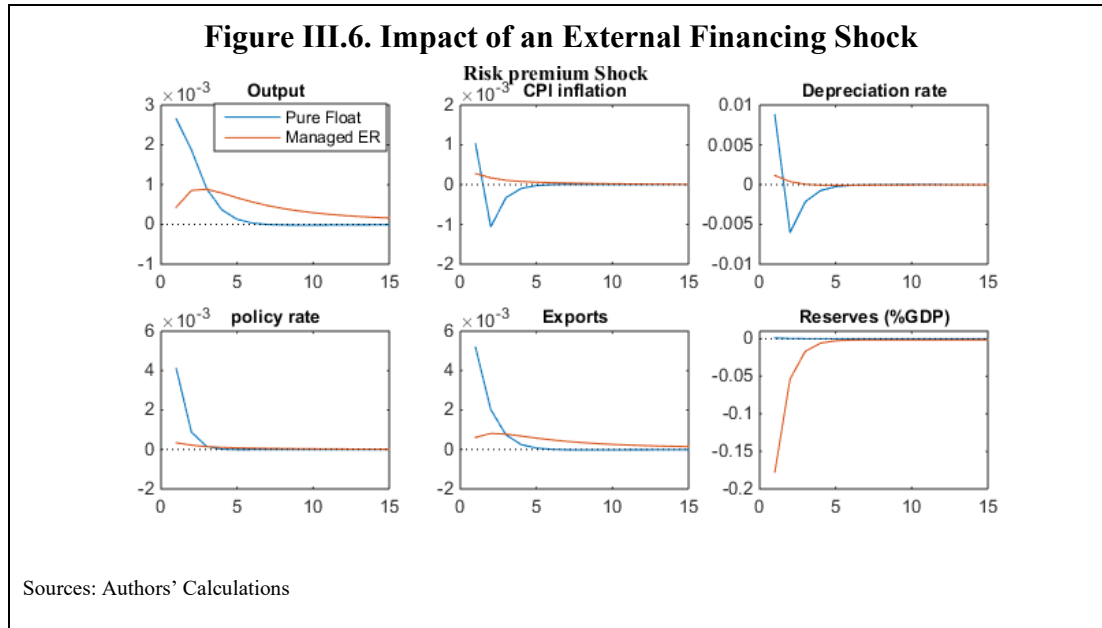 Figure III.6. Impact of an External Financing Shock
Risk premium Shock
Output
×10⁻³
3
2
1
0
-1
0 5 10 15
Pure Float
Managed ER
CPI inflation
×10⁻³
2
1
0
-1
-2
0 5 10 15
Depreciation rate
0.01
0.005
0
-0.005
-0.01
0 5 10 15
policy rate
×10⁻³
6
4
2
0
-2
0 5 10 15
Exports
×10⁻³
6
4
2
0
-2
0 5 10 15
Reserves (%GDP)
0
-0.05
-0.1
-0.15
-0.2
0 5 10 15
Sources: Authors’ Calculations